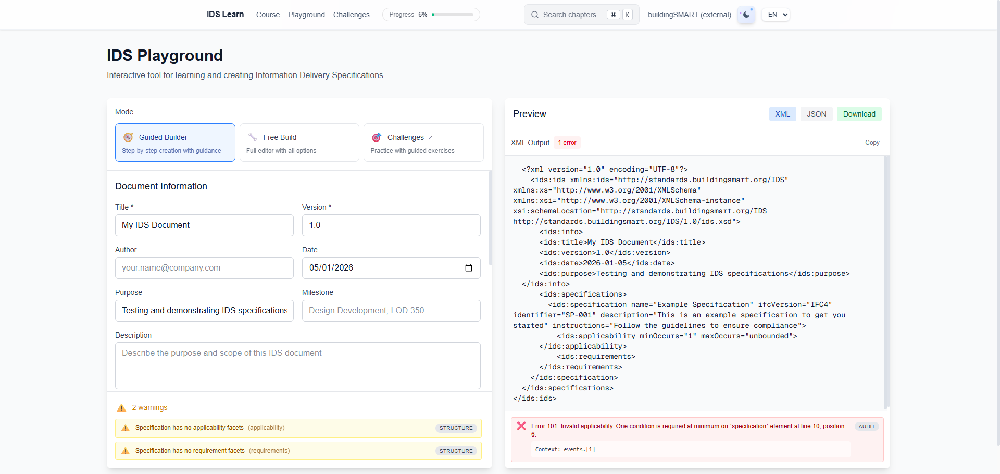 IDS Learn Course Playground Challenges Progress 6% Search chapters... ⌘ K buildingSMART (external) EN
IDS Playground
Interactive tool for learning and creating Information Delivery Specifications
Mode
Guided Builder
Step-by-step creation with guidance
Free Build
Full editor with all options
Challenges ↗
Practice with guided exercises
Document Information
Title *
My IDS Document
Version *
1.0
Author
your.name@company.com
Date
05/01/2026
Purpose
Testing and demonstrating IDS specifications
Milestone
Design Development, LOD 350
Description
Describe the purpose and scope of this IDS document
2 warnings
Specification has no applicability facets (applicability) STRUCTURE
Specification has no requirement facets (requirements) STRUCTURE
Preview XML JSON Download
XML Output 1 error Copy
<?xml version="1.0" encoding="UTF-8"?>
<ids:ids xmlns:ids="http://standards.buildingsmart.org/IDS"
xmlns:xs="http://www.w3.org/2001/XMLSchema"
xmlns:xsi="http://www.w3.org/2001/XMLSchema-instance"
xsi:schemaLocation="http://standards.buildingsmart.org/IDS
http://standards.buildingsmart.org/IDS/1.0/ids.xsd">
<ids:info>
<ids:title>My IDS Document</ids:title>
<ids:version>1.0</ids:version>
<ids:date>2026-01-05</ids:date>
<ids:purpose>Testing and demonstrating IDS specifications</ids:purpose>
</ids:info>
<ids:specifications>
<ids:specification name="Example Specification" ifcVersion="IFC4"
identifier="SP-001" description="This is an example specification to get you
started" instructions="Follow the guidelines to ensure compliance">
<ids:applicability minOccurs="1" maxOccurs="unbounded">
</ids:applicability>
<ids:requirements>
</ids:requirements>
</ids:specification>
</ids:specifications>
</ids:ids>
Error 101: Invalid applicability. One condition is required at minimum on `specification` element at line 10, position AUDIT
6.
Context: events.[1]